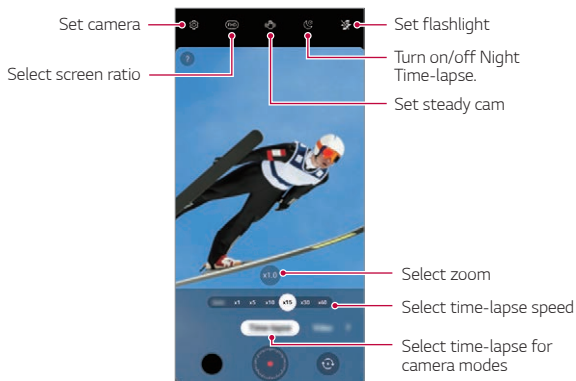 Set camera
Select screen ratio
Set flashlight
Turn on/off Night
Time-lapse.
Set steady cam
FHD
?
x1.0
Select zoom
x1 x5 x10 x15 x30 x60
Select time-lapse speed
Time-lapse Video
Select time-lapse for
camera modes